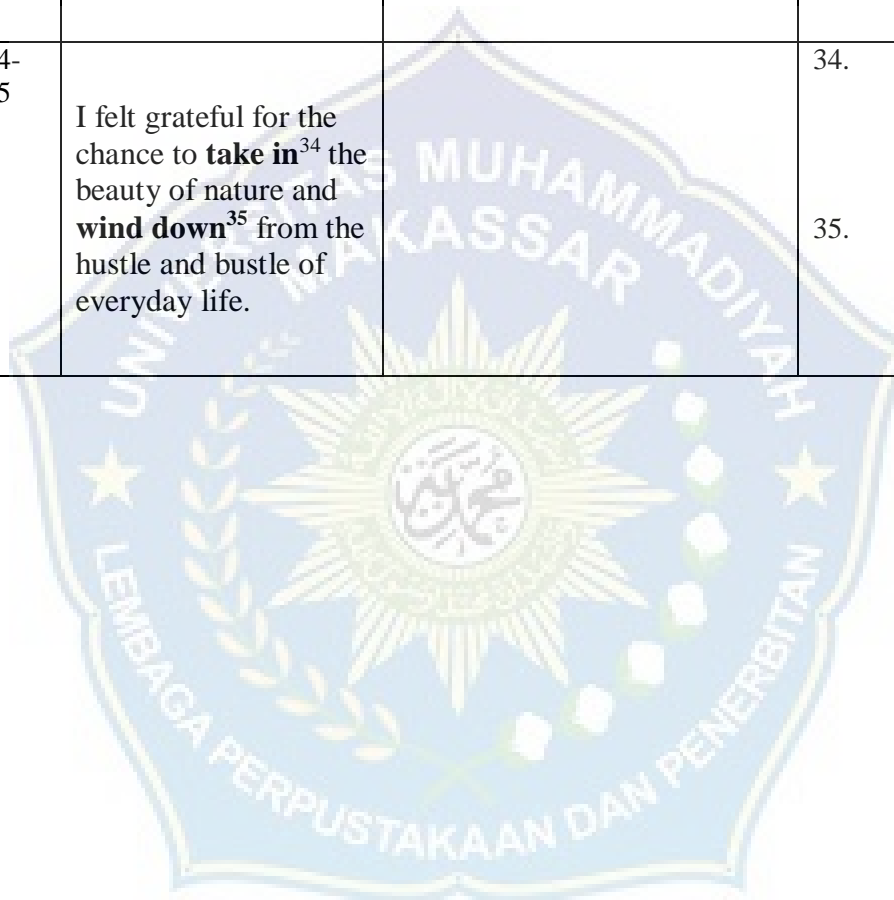 4-
5
I felt grateful for the
chance to take in34 the
beauty of nature and
wind down35 from the
hustle and bustle of
everyday life.
34.
35.
UNIVERSITAS MUHAMMADIYAH
MAKASSAR
LEMBAGA PERPUSTAKAAN DAN PENERBITAN